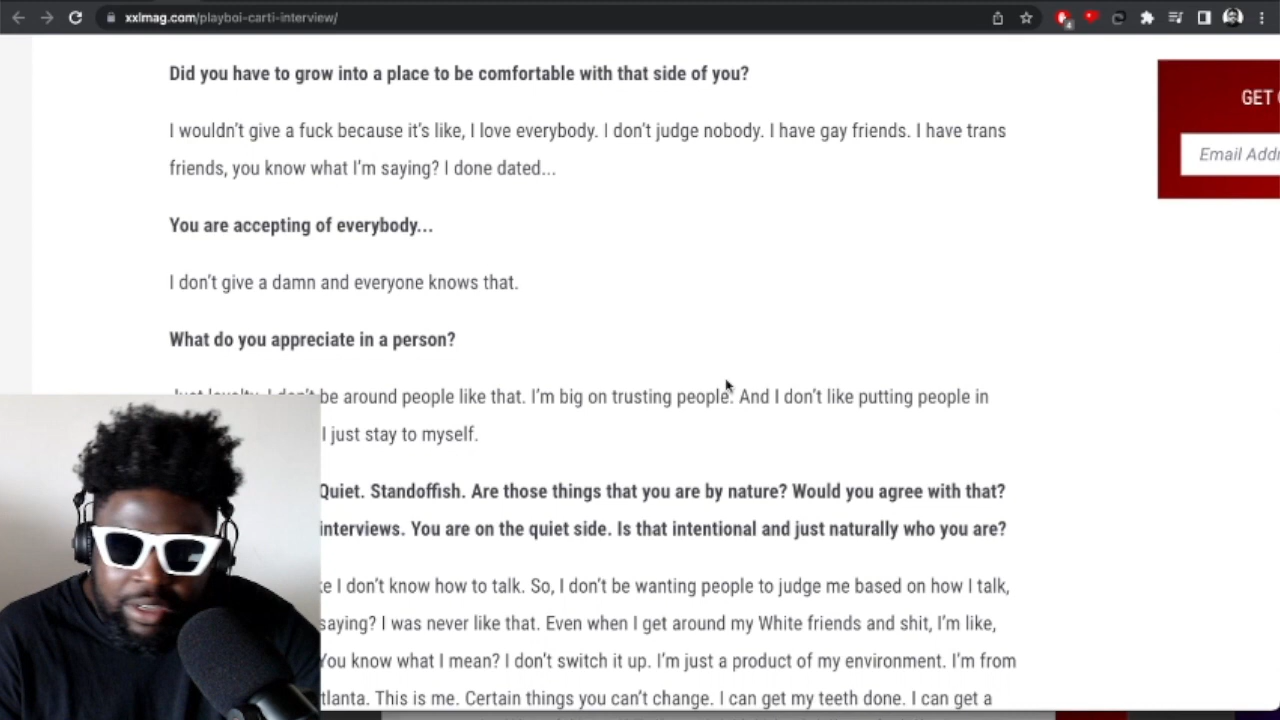 xxlmag.com/playboi-carti-interview/
4
Did you have to grow into a place to be comfortable with that side of you?
GET
I wouldn't give a fuck because it's like, I love everybody. I don't judge nobody. I have gay friends. I have trans
Email Addr
friends, you know what I'm saying? I done dated...
You are accepting of everybody...
I don't give a damn and everyone knows that.
What do you appreciate in a person?
Just loyalty. I don't be around people like that. I'm big on trusting people. And I don't like putting people in
I just stay to myself.
Quiet. Standoffish. Are those things that you are by nature? Would you agree with that?
interviews. You are on the quiet side. Is that intentional and just naturally who you are?
I don't know how to talk. So, I don't be wanting people to judge me based on how I talk,
saying? I was never like that. Even when I get around my White friends and shit, I'm like,
You know what I mean? I don't switch it up. I'm just a product of my environment. I'm from
tlanta. This is me. Certain things you can't change. I can get my teeth done. I can get a